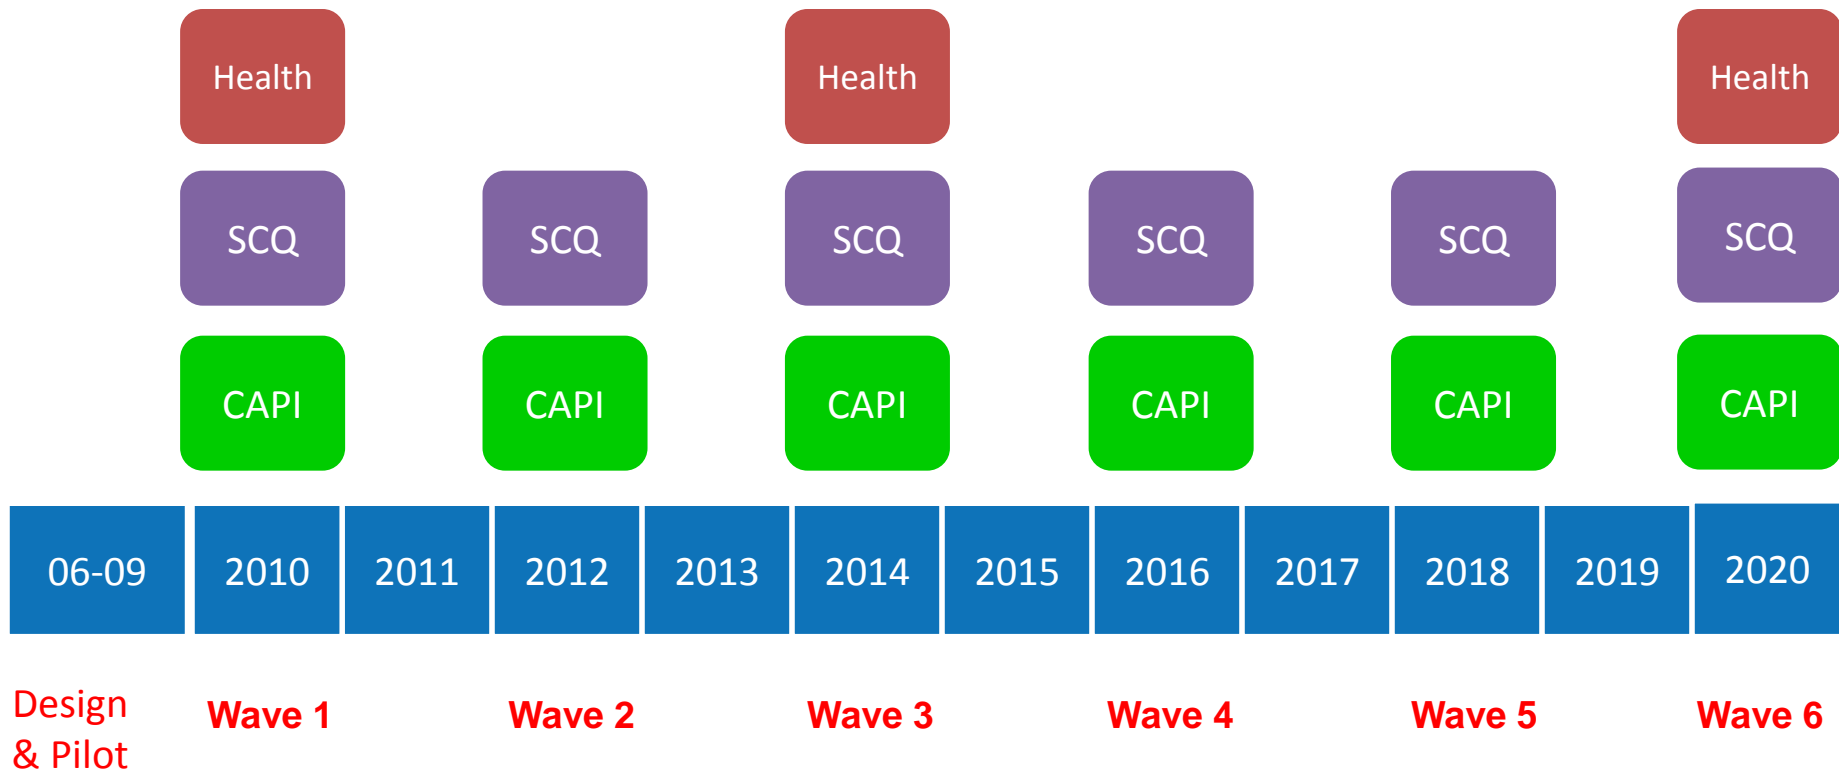 Health Health Health
SCQ SCQ SCQ SCQ SCQ SCQ
CAPI CAPI CAPI CAPI CAPI CAPI
06-09 2010 2011 2012 2013 2014 2015 2016 2017 2018 2019 2020
Design
& Pilot
Wave 1 Wave 2 Wave 3 Wave 4 Wave 5 Wave 6